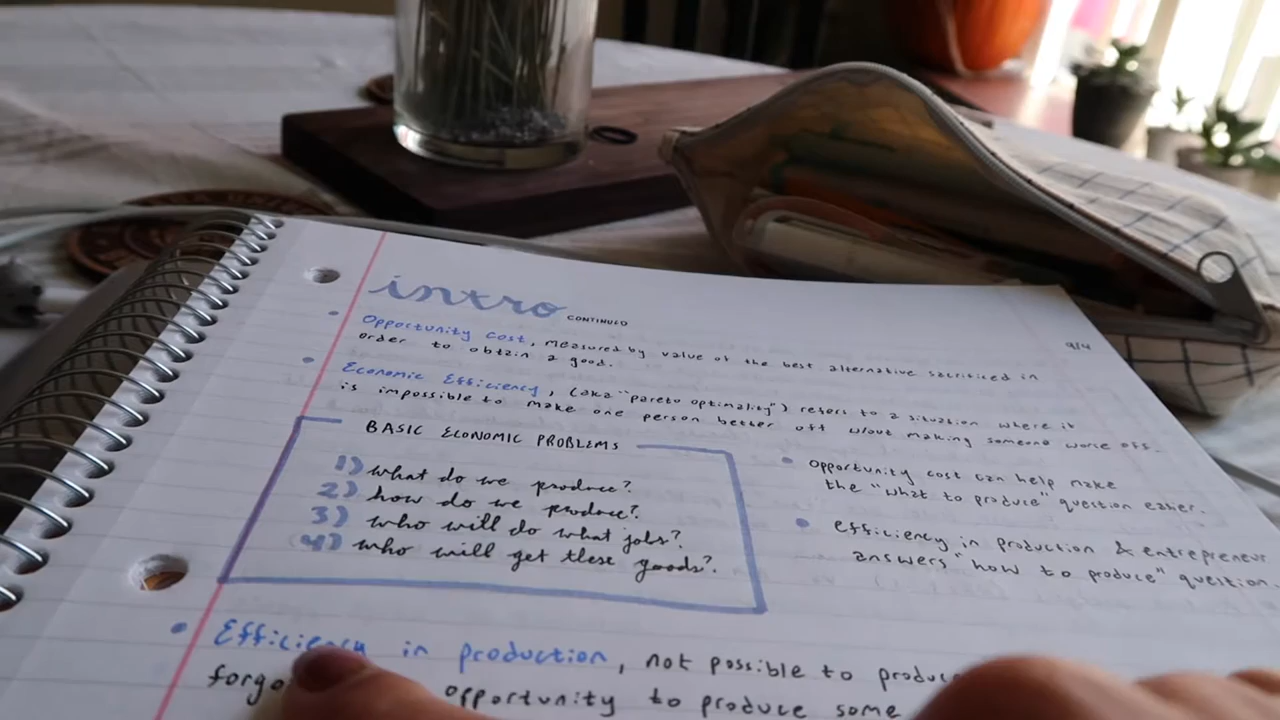 intro CONTINUED
9/4
Opportunity cost, measured by value of the best alternative sacrificed in
order to obtain a good.
Economic Efficiency, (aka "pareto optimality") refers to a situation where it
is impossible to make one person better off w/out making someone worse off.
BASIC ECONOMIC PROBLEMS
1) what do we produce?
2) how do we produce?
3) who will do what jobs?
4) who will get these goods?
Opportunity cost can help make
the "what to produce" question easier.
Efficiency in production & entrepreneur
answers "how to produce" question.
Efficiency in production, not possible to produc
forgo opportunity to produce some